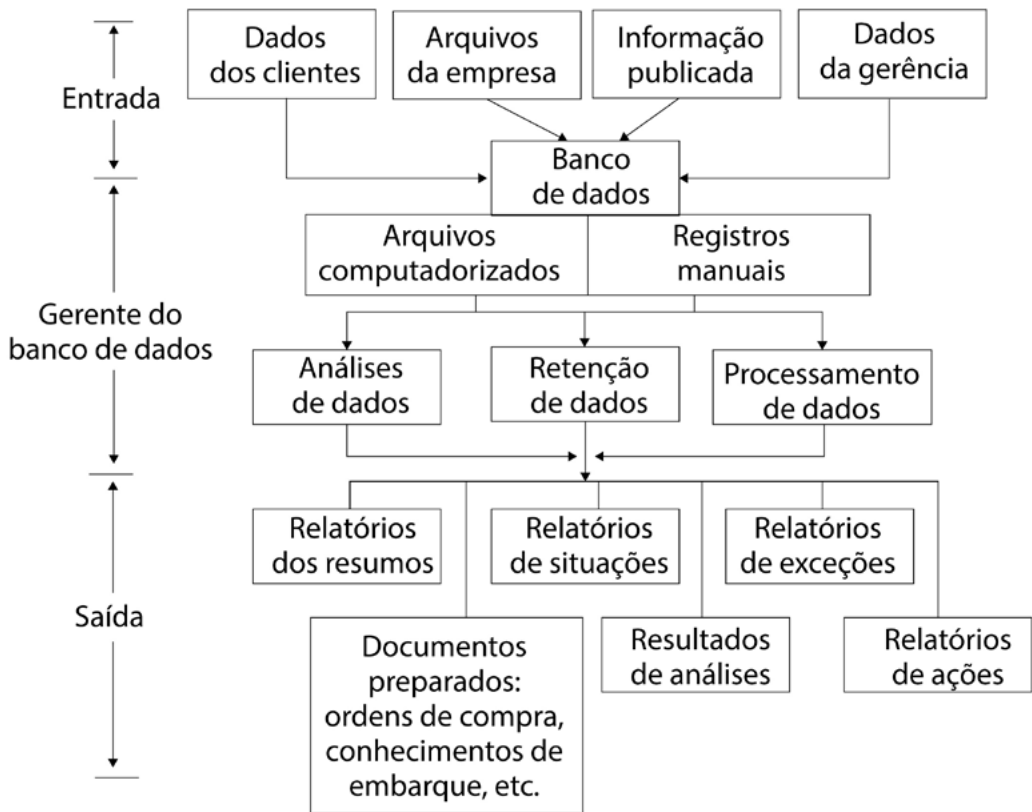 Entrada
Dados
dos clientes
Arquivos
da empresa
Informação
publicada
Dados
da gerência
Banco
de dados
Gerente do
banco de dados
Arquivos
computadorizados
Registros
manuais
Análises
de dados
Retenção
de dados
Processamento
de dados
Saída
Relatórios
dos resumos
Relatórios
de situações
Relatórios
de exceções
Documentos
preparados:
ordens de compra,
conhecimentos de
embarque, etc.
Resultados
de análises
Relatórios
de ações